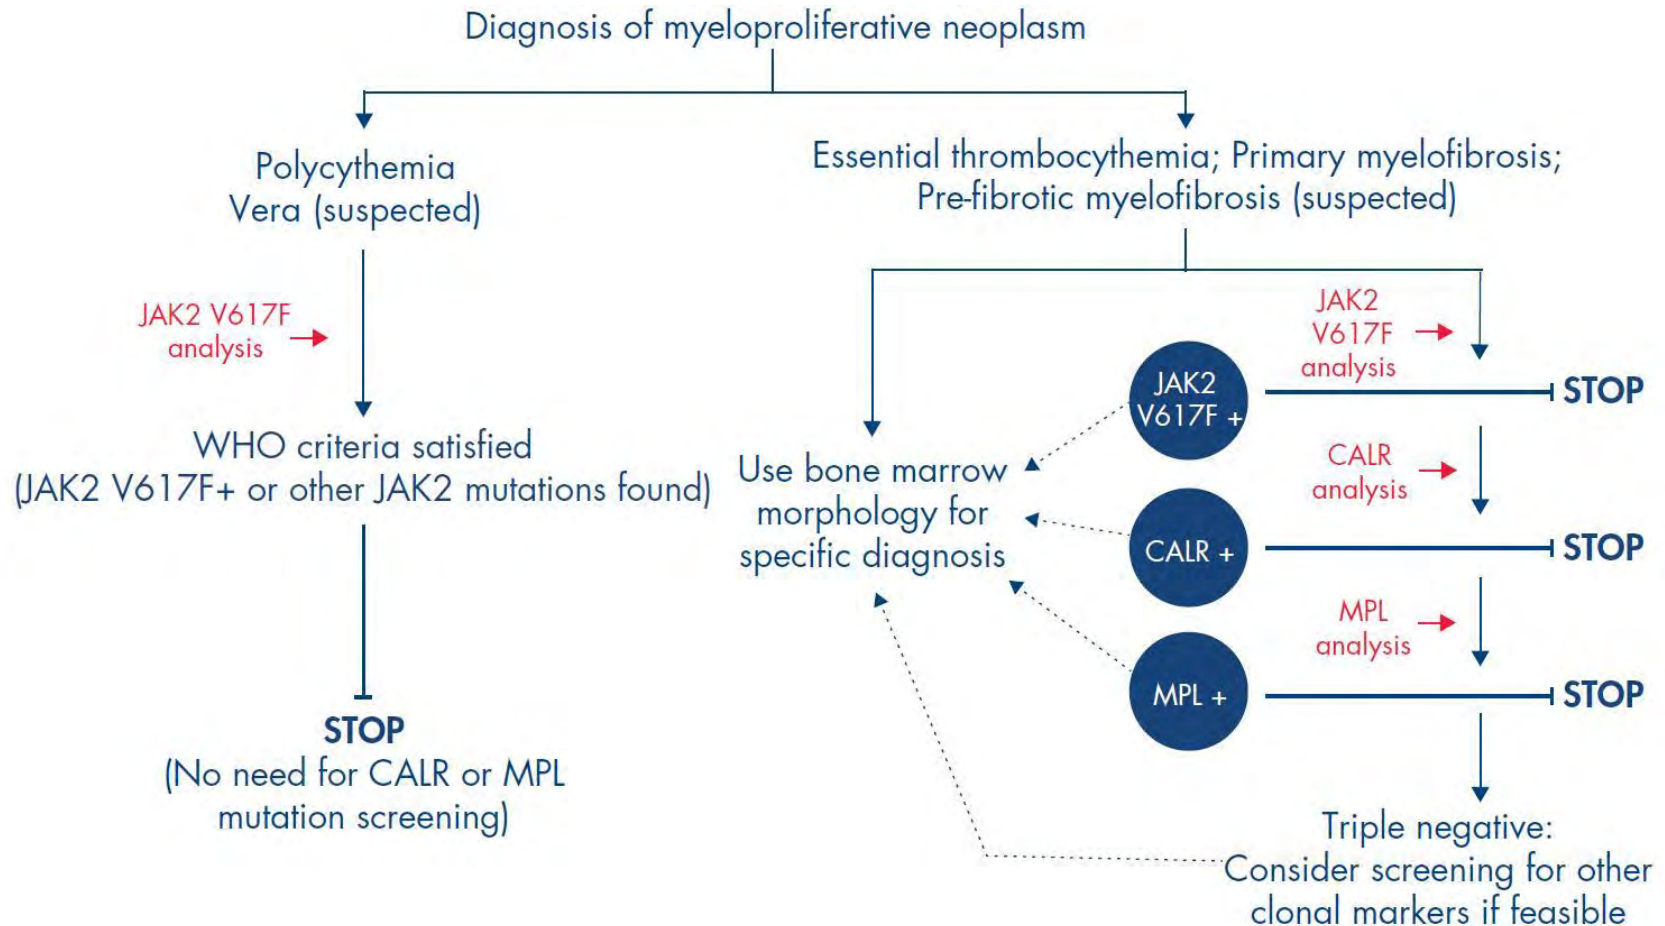 Diagnosis of myeloproliferative neoplasm
Polycythemia
Vera (suspected)
JAK2 V617F
analysis
WHO criteria satisfied
(JAK2 V617F+ or other JAK2 mutations found)
STOP
(No need for CALR or MPL
mutation screening)
Essential thrombocythemia; Primary myelofibrosis;
Pre-fibrotic myelofibrosis (suspected)
Use bone marrow
morphology for
specific diagnosis
JAK2
V617F
analysis
JAK2
V617F +
STOP
CALR
analysis
CALR +
STOP
MPL
analysis
MPL +
STOP
Triple negative:
Consider screening for other
clonal markers if feasible